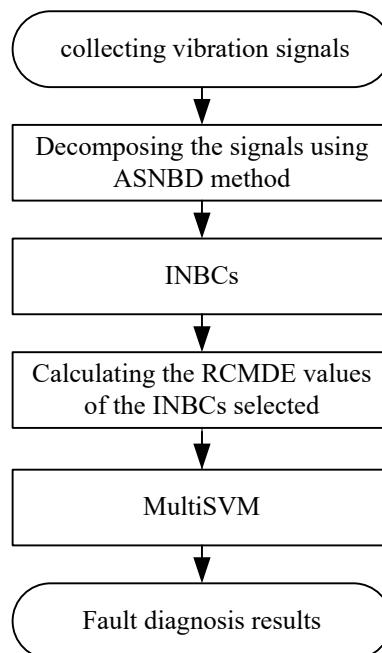 collecting vibration signals
Decomposing the signals using
ASNBD method
INBCs
Calculating the RCMDE values
of the INBCs selected
MultiSVM
Fault diagnosis results